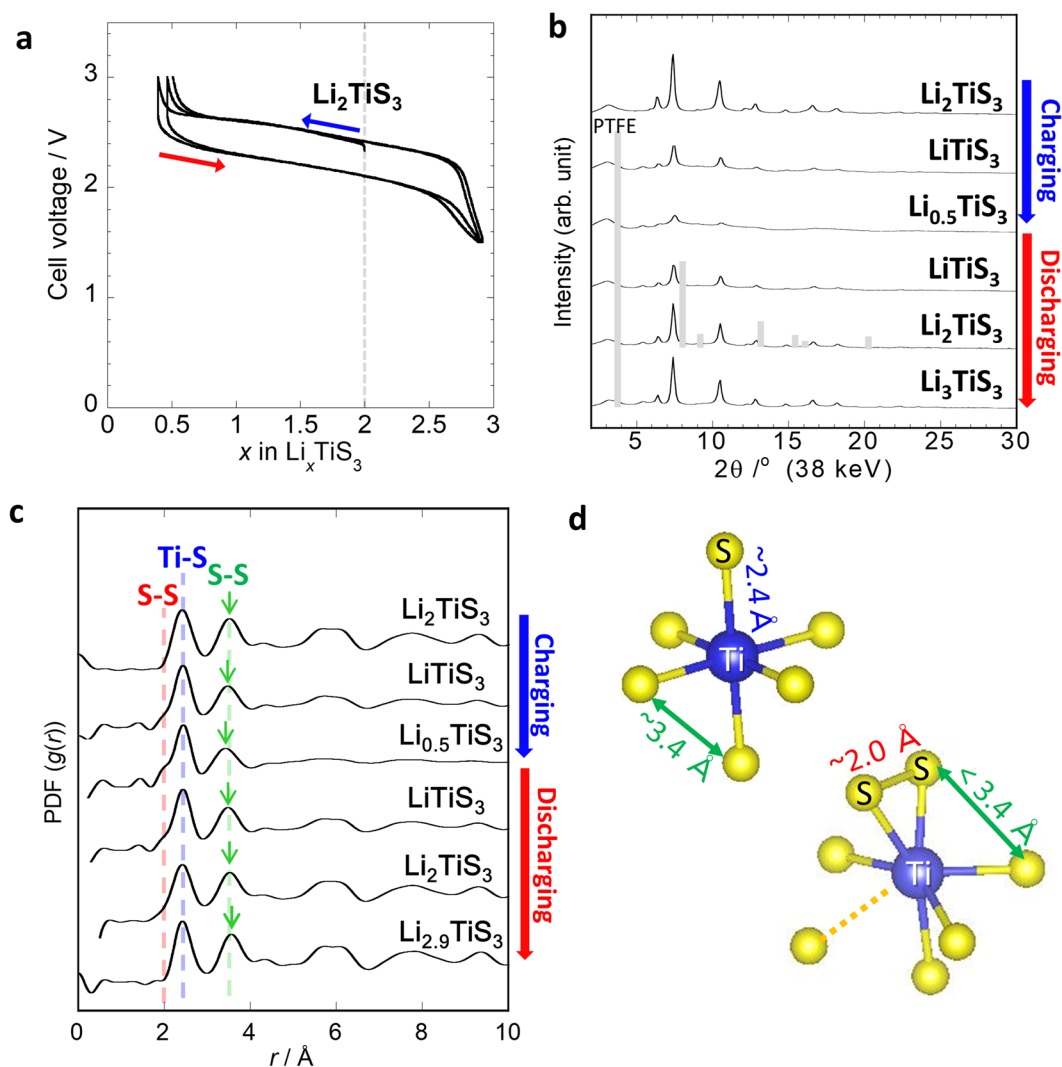 a
3
2
1
0
Cell voltage / V
Li2TiS3
0
0.5
1
1.5
2
2.5
3
x in LixTiS3
b
Intensity (arb. unit)
PTFE
Li2TiS3
LiTiS3
Li0.5TiS3
LiTiS3
Li2TiS3
Li3TiS3
Charging
Discharging
5
10
15
20
25
30
2θ /° (38 keV)
c
PDF (g(r))
S-S
Ti-S
S-S
Li2TiS3
LiTiS3
Li0.5TiS3
LiTiS3
Li2TiS3
Li2.9TiS3
Charging
Discharging
0
2
4
6
8
10
r / Å
d
S
~2.4 Å
Ti
~3.4 Å
~2.0 Å
S
S
<3.4 Å
Ti